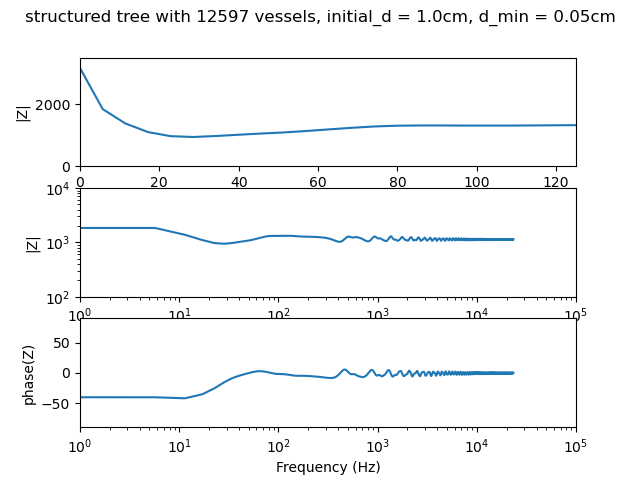 structured tree with 12597 vessels, initial_d = 1.0cm, d_min = 0.05cm
|Z|
2000
0
0 20 40 60 80 100 120
|Z|
10^4
10^3
10^2
10^0 10^1 10^2 10^3 10^4 10^5
phase(Z)
50
0
−50
10^0 10^1 10^2 10^3 10^4 10^5
Frequency (Hz)